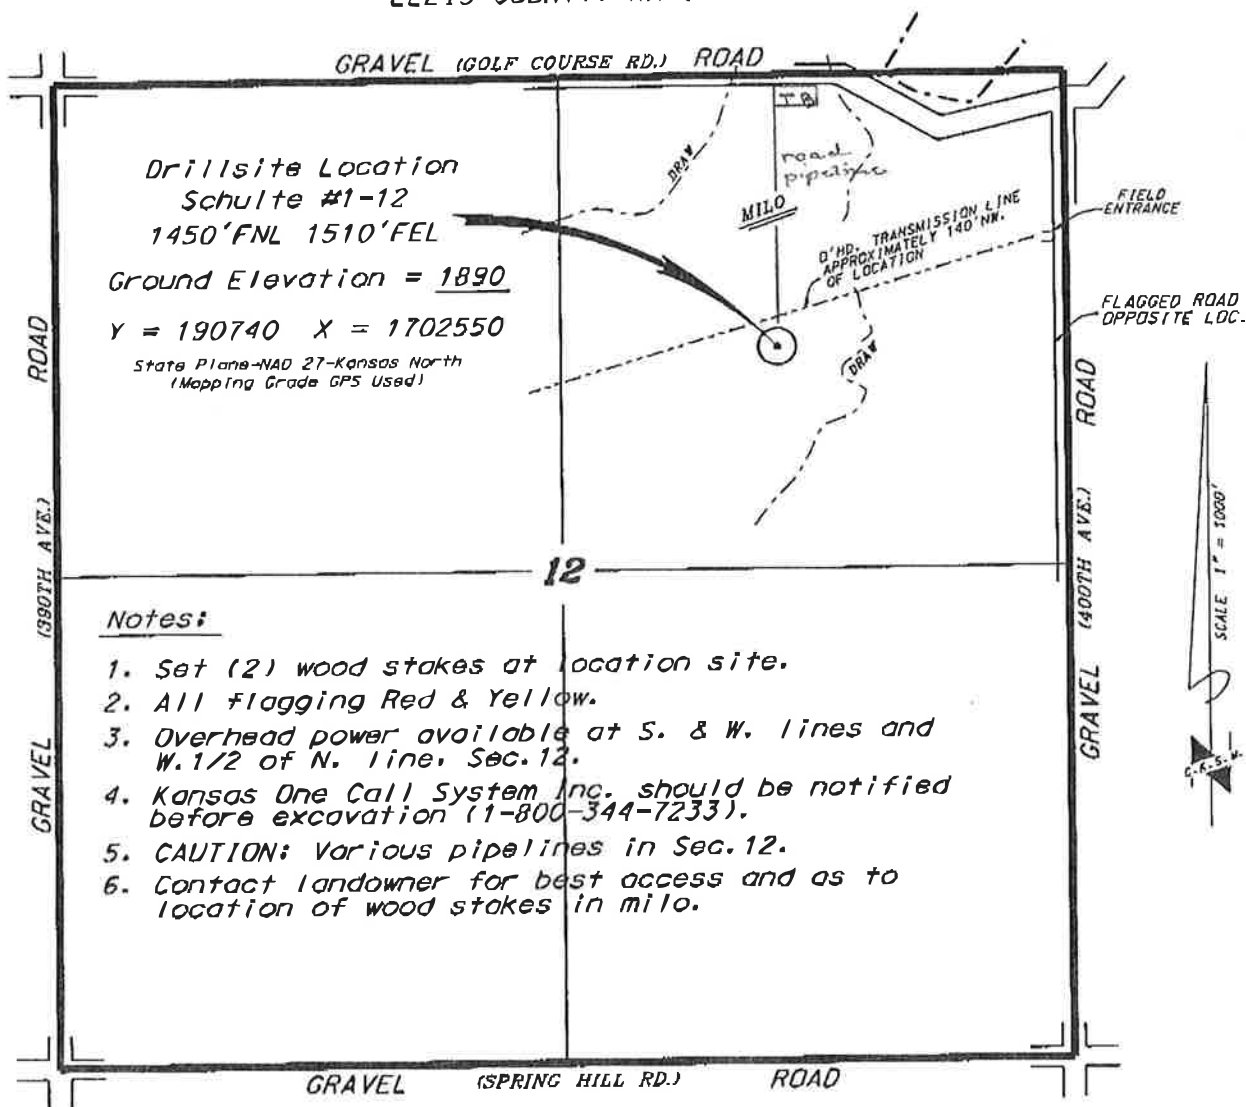 GRAVEL (GOLF COURSE RD.) ROAD
TB
Drillsite Location
Schulte #1-12
1450'FNL 1510'FEL
Ground Elevation = 1890
Y = 190740 X = 1702550
State Plane-NAD 27-Kansas North
(Mapping Grade GPS Used)
DRAW
road
pipeline
MILO
O'HD. TRANSMISSION LINE
APPROXIMATELY 140' NW.
OF LOCATION
FIELD
ENTRANCE
FLAGGED ROAD
OPPOSITE LOC.
DRAW
GRAVEL (390TH AVE.) ROAD
GRAVEL (400TH AVE.) ROAD
SCALE 1" = 1000'
C.K.S.W.
12
Notes:
1. Set (2) wood stakes at location site.
2. All flagging Red & Yellow.
3. Overhead power available at S. & W. lines and
W.1/2 of N. line. Sec.12.
4. Kansas One Call System Inc. should be notified
before excavation (1-800-344-7233).
5. CAUTION: Various pipelines in Sec.12.
6. Contact landowner for best access and as to
location of wood stakes in milo.
GRAVEL (SPRING HILL RD.) ROAD